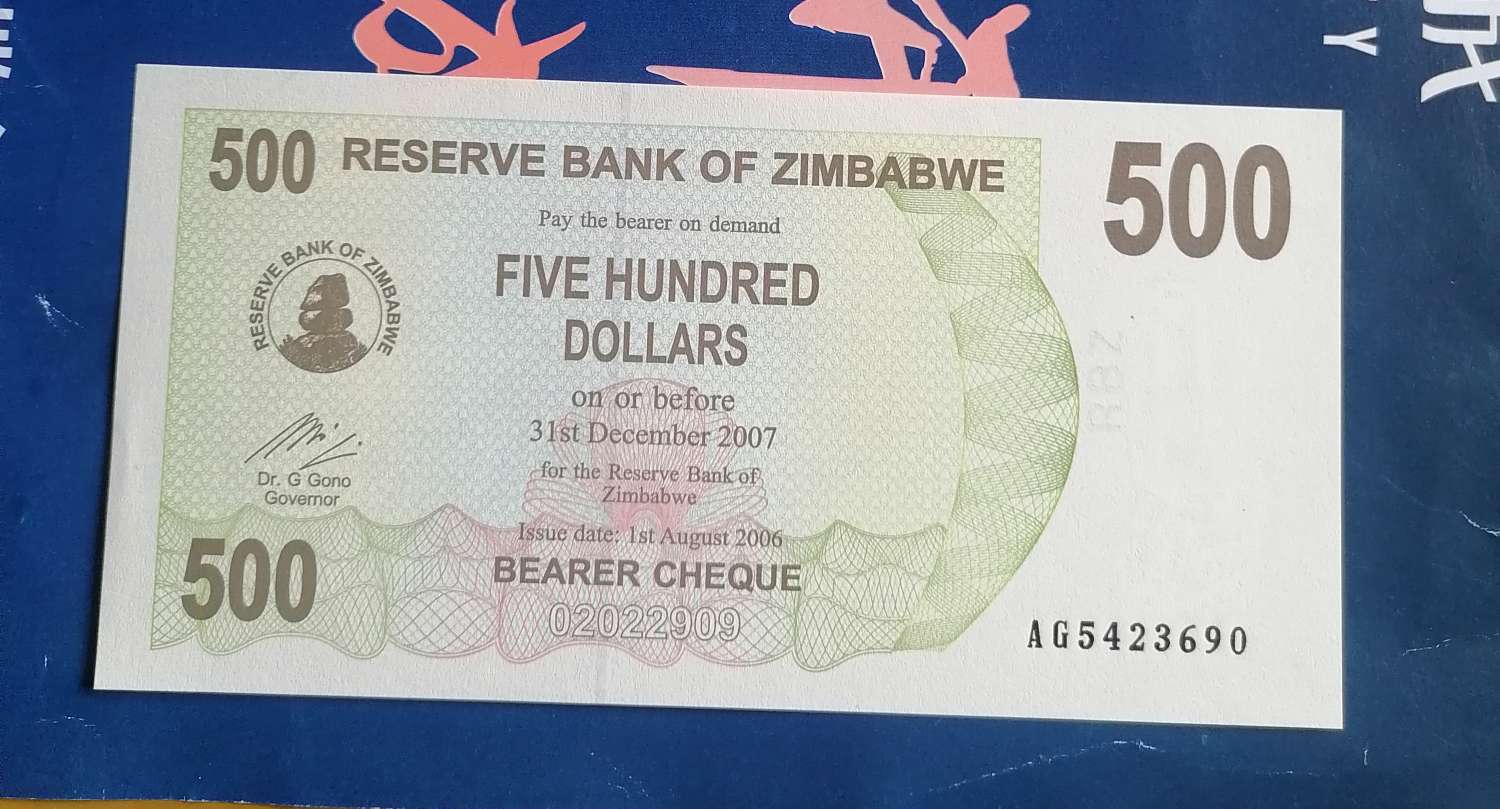 500 RESERVE BANK OF ZIMBABWE 500
Pay the bearer on demand
FIVE HUNDRED
DOLLARS
on or before
31st December 2007
for the Reserve Bank of
Zimbabwe
Issue date: 1st August 2006
BEARER CHEQUE
02022909
RESERVE BANK OF ZIMBABWE
Dr. G Gono
Governor
500
AG5423690
RBZ